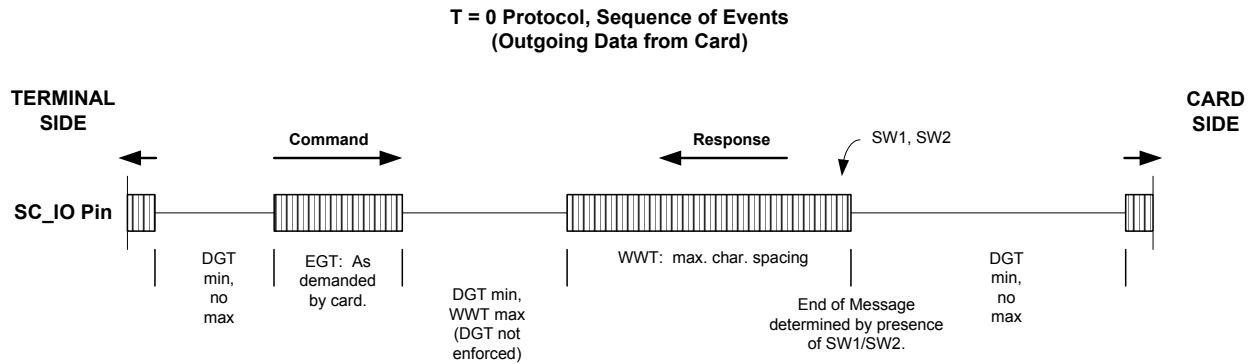 T = 0 Protocol, Sequence of Events
(Outgoing Data from Card)
TERMINAL
SIDE
CARD
SIDE
Command
Response
SW1, SW2
SC_IO Pin
DGT
min,
no
max
EGT: As
demanded
by card.
DGT min,
WWT max
(DGT not
enforced)
WWT: max. char. spacing
End of Message
determined by presence
of SW1/SW2.
DGT
min,
no
max